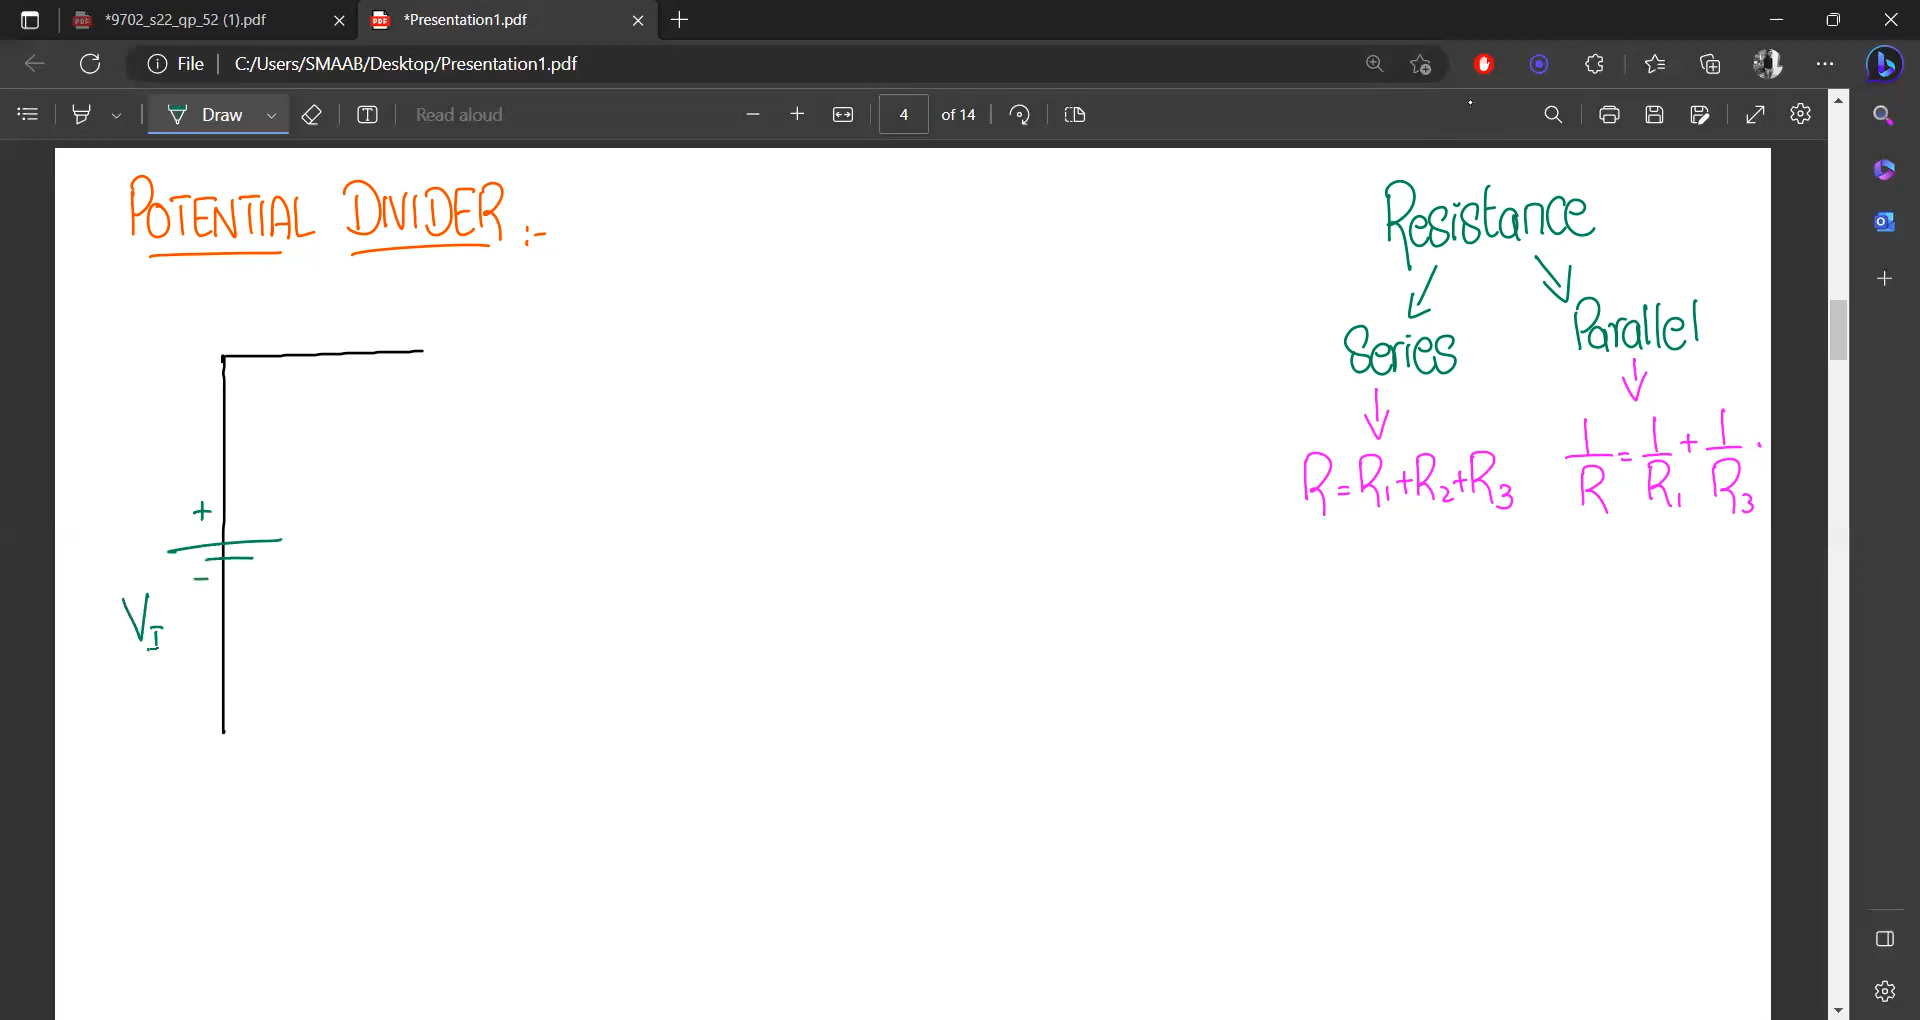 *9702_s22_qp_52 (1).pdf
*Presentation1.pdf
File C:/Users/SMAAB/Desktop/Presentation1.pdf
Draw Read aloud 4 of 14
POTENTIAL DIVIDER :-
Resistance
Series Parallel
R=R₁+R₂+R₃
1/R = 1/R₁ + 1/R₃ .
+
-
V_I